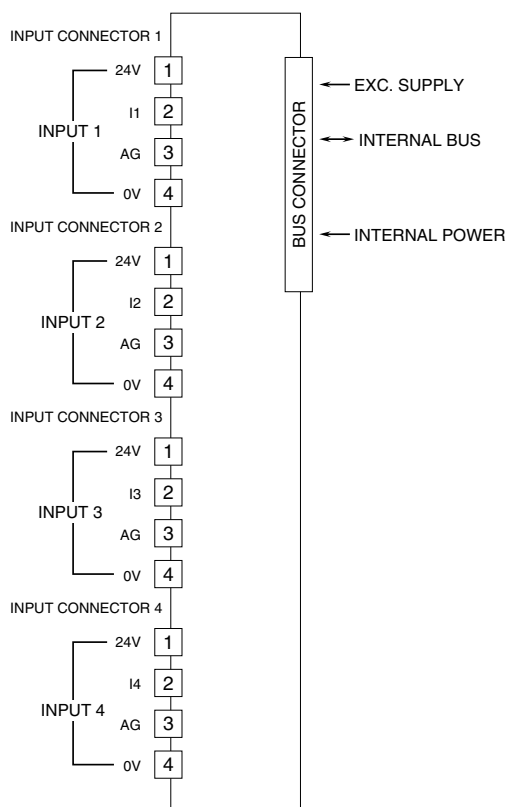 INPUT CONNECTOR 1
24V 1
I1 2
INPUT 1
AG 3
0V 4
INPUT CONNECTOR 2
24V 1
I2 2
INPUT 2
AG 3
0V 4
INPUT CONNECTOR 3
24V 1
I3 2
INPUT 3
AG 3
0V 4
INPUT CONNECTOR 4
24V 1
I4 2
INPUT 4
AG 3
0V 4
BUS CONNECTOR
EXC. SUPPLY
INTERNAL BUS
INTERNAL POWER